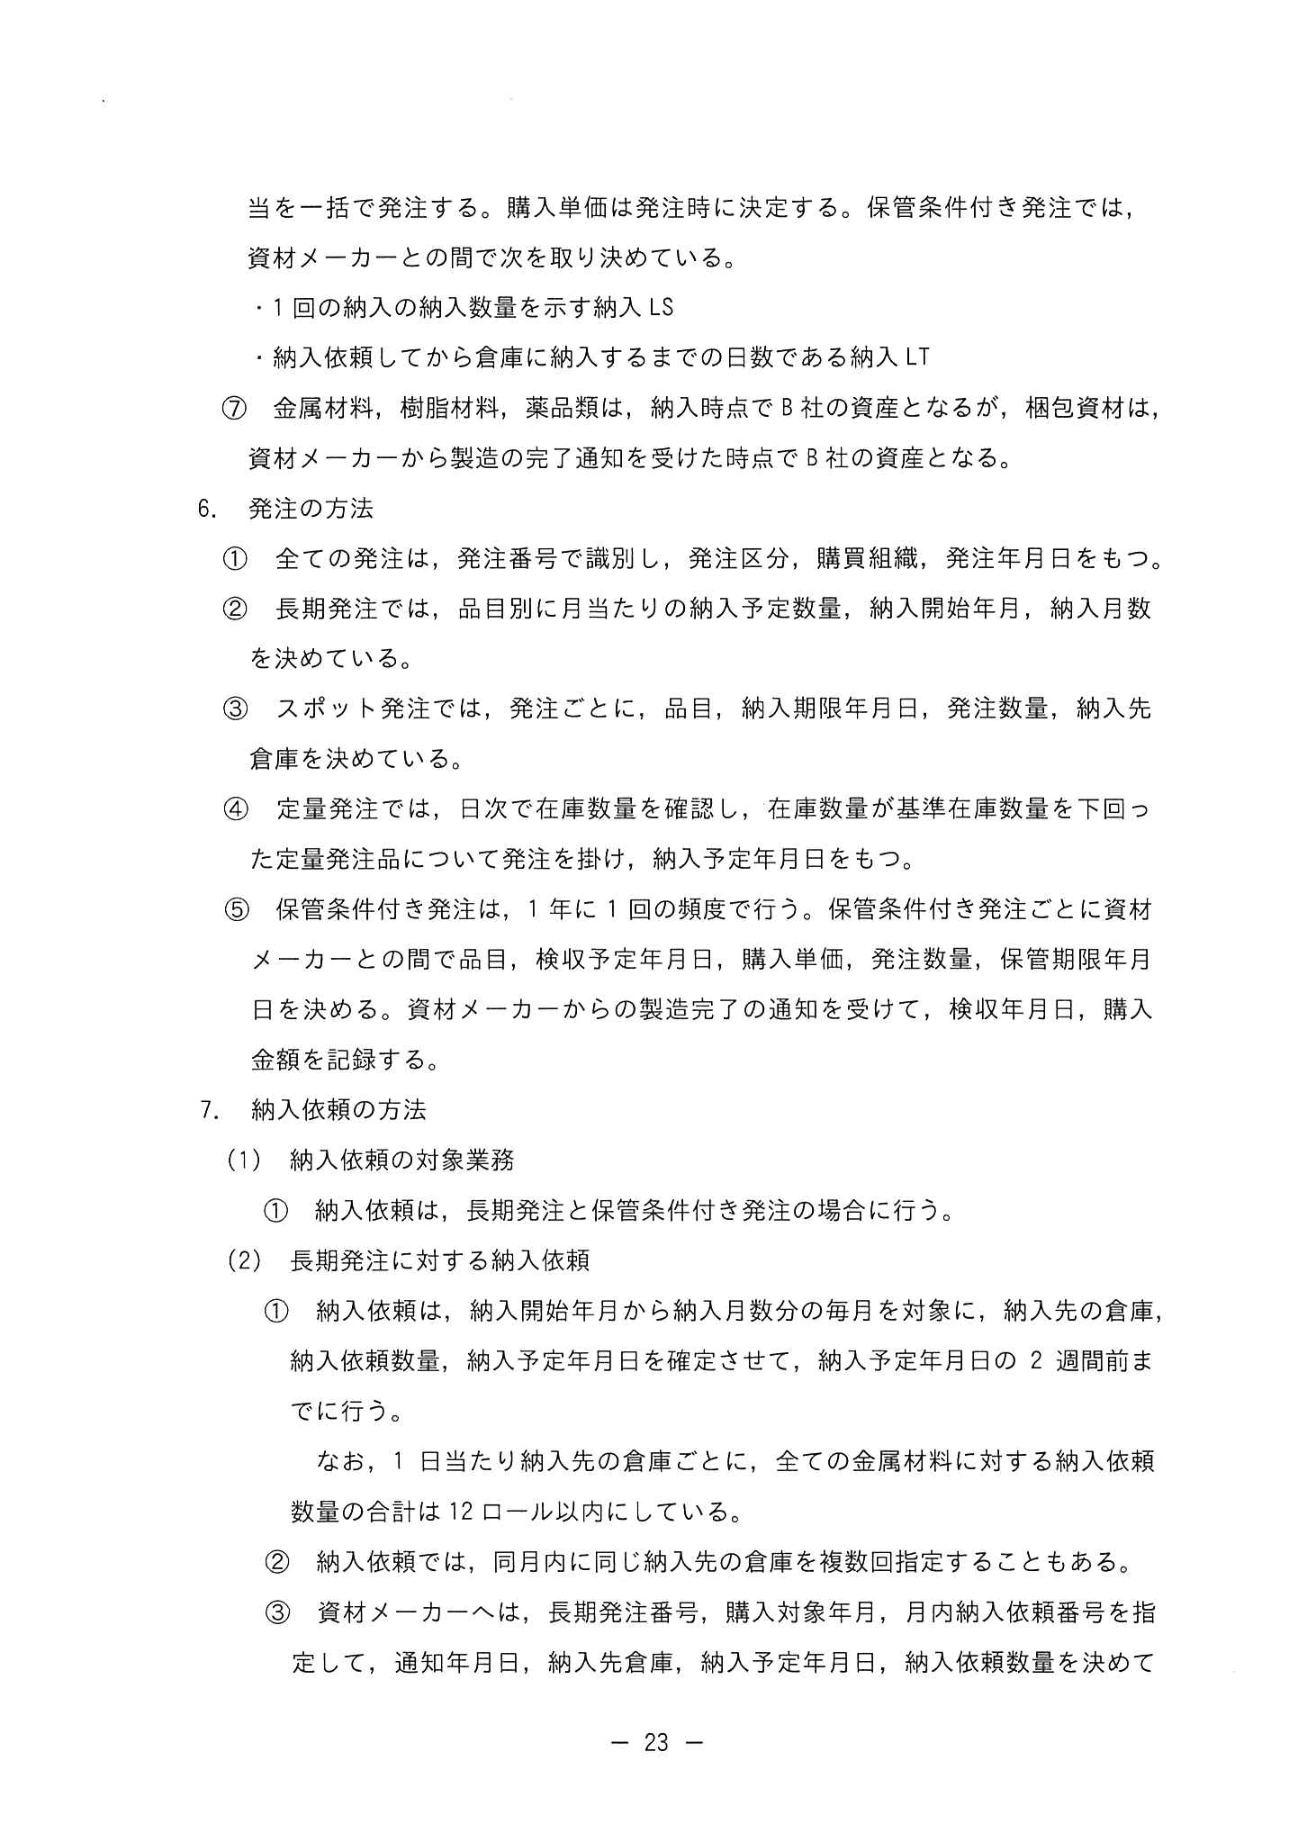 当を一括で発注する。購入単価は発注時に決定する。保管条件付き発注では，
資材メーカーとの間で次を取り決めている。
・1 回の納入の納入数量を示す納入 LS
・納入依頼してから倉庫に納入するまでの日数である納入 LT
⑦　金属材料，樹脂材料，薬品類は，納入時点で B 社の資産となるが，梱包資材は，
資材メーカーから製造の完了通知を受けた時点で B 社の資産となる。
6.　発注の方法
①　全ての発注は，発注番号で識別し，発注区分，購買組織，発注年月日をもつ。
②　長期発注では，品目別に月当たりの納入予定数量，納入開始年月，納入月数
を決めている。
③　スポット発注では，発注ごとに，品目，納入期限年月日，発注数量，納入先
倉庫を決めている。
④　定量発注では，日次で在庫数量を確認し，在庫数量が基準在庫数量を下回っ
た定量発注品について発注を掛け，納入予定年月日をもつ。
⑤　保管条件付き発注は，1 年に 1 回の頻度で行う。保管条件付き発注ごとに資材
メーカーとの間で品目，検収予定年月日，購入単価，発注数量，保管期限年月
日を決める。資材メーカーからの製造完了の通知を受けて，検収年月日，購入
金額を記録する。
7.　納入依頼の方法
(1)　納入依頼の対象業務
①　納入依頼は，長期発注と保管条件付き発注の場合に行う。
(2)　長期発注に対する納入依頼
①　納入依頼は，納入開始年月から納入月数分の毎月を対象に，納入先の倉庫，
納入依頼数量，納入予定年月日を確定させて，納入予定年月日の 2 週間前ま
でに行う。
なお，1 日当たり納入先の倉庫ごとに，全ての金属材料に対する納入依頼
数量の合計は 12 ロール以内にしている。
②　納入依頼では，同月内に同じ納入先の倉庫を複数回指定することもある。
③　資材メーカーへは，長期発注番号，購入対象年月，月内納入依頼番号を指
定して，通知年月日，納入先倉庫，納入予定年月日，納入依頼数量を決めて
― 23 ―